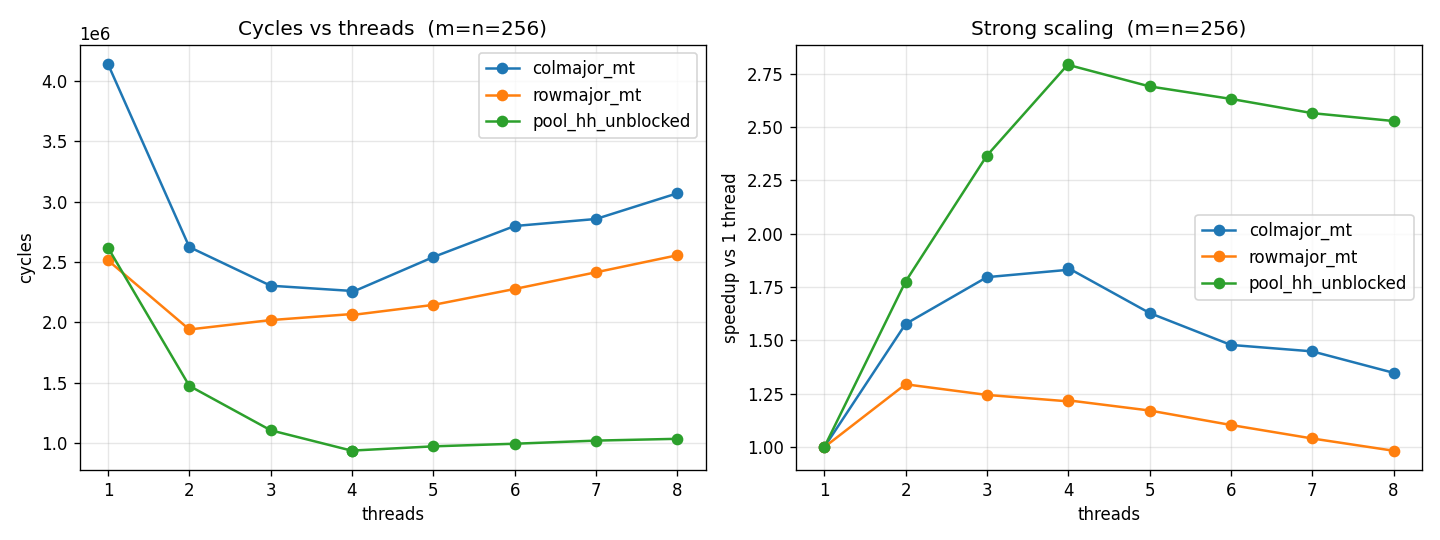 Cycles vs threads  (m=n=256)
1e6
4.0
3.5
3.0
2.5
2.0
1.5
1.0
cycles
1 2 3 4 5 6 7 8
threads
colmajor_mt
rowmajor_mt
pool_hh_unblocked
Strong scaling  (m=n=256)
2.75
2.50
2.25
2.00
1.75
1.50
1.25
1.00
speedup vs 1 thread
1 2 3 4 5 6 7 8
threads
colmajor_mt
rowmajor_mt
pool_hh_unblocked